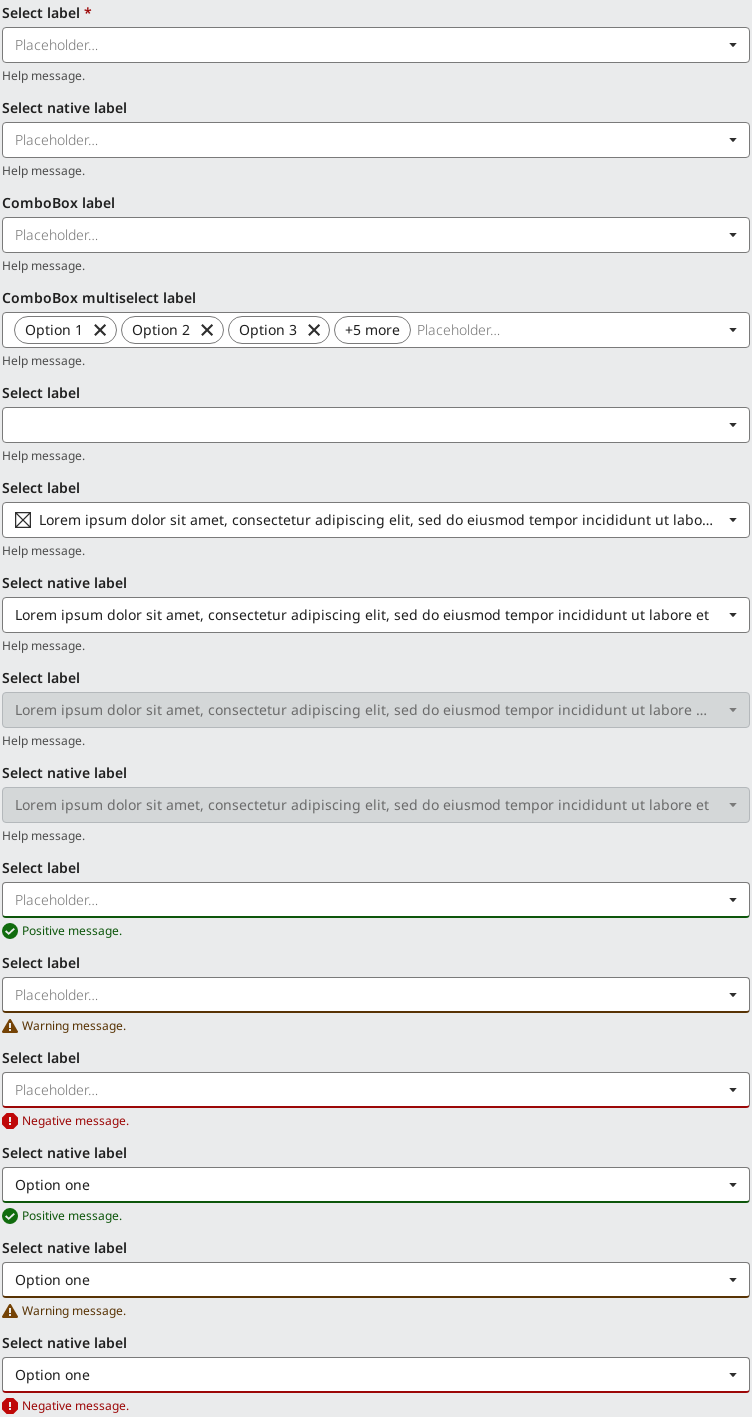 Select label *
Placeholder...
Help message.
Select native label
Placeholder...
Help message.
ComboBox label
Placeholder...
Help message.
ComboBox multiselect label
Option 1 Option 2 Option 3 +5 more Placeholder...
Help message.
Select label
Help message.
Select label
Lorem ipsum dolor sit amet, consectetur adipiscing elit, sed do eiusmod tempor incididunt ut labo...
Help message.
Select native label
Lorem ipsum dolor sit amet, consectetur adipiscing elit, sed do eiusmod tempor incididunt ut labore et
Help message.
Select label
Lorem ipsum dolor sit amet, consectetur adipiscing elit, sed do eiusmod tempor incididunt ut labore ...
Help message.
Select native label
Lorem ipsum dolor sit amet, consectetur adipiscing elit, sed do eiusmod tempor incididunt ut labore et
Help message.
Select label
Placeholder...
Positive message.
Select label
Placeholder...
Warning message.
Select label
Placeholder...
Negative message.
Select native label
Option one
Positive message.
Select native label
Option one
Warning message.
Select native label
Option one
Negative message.